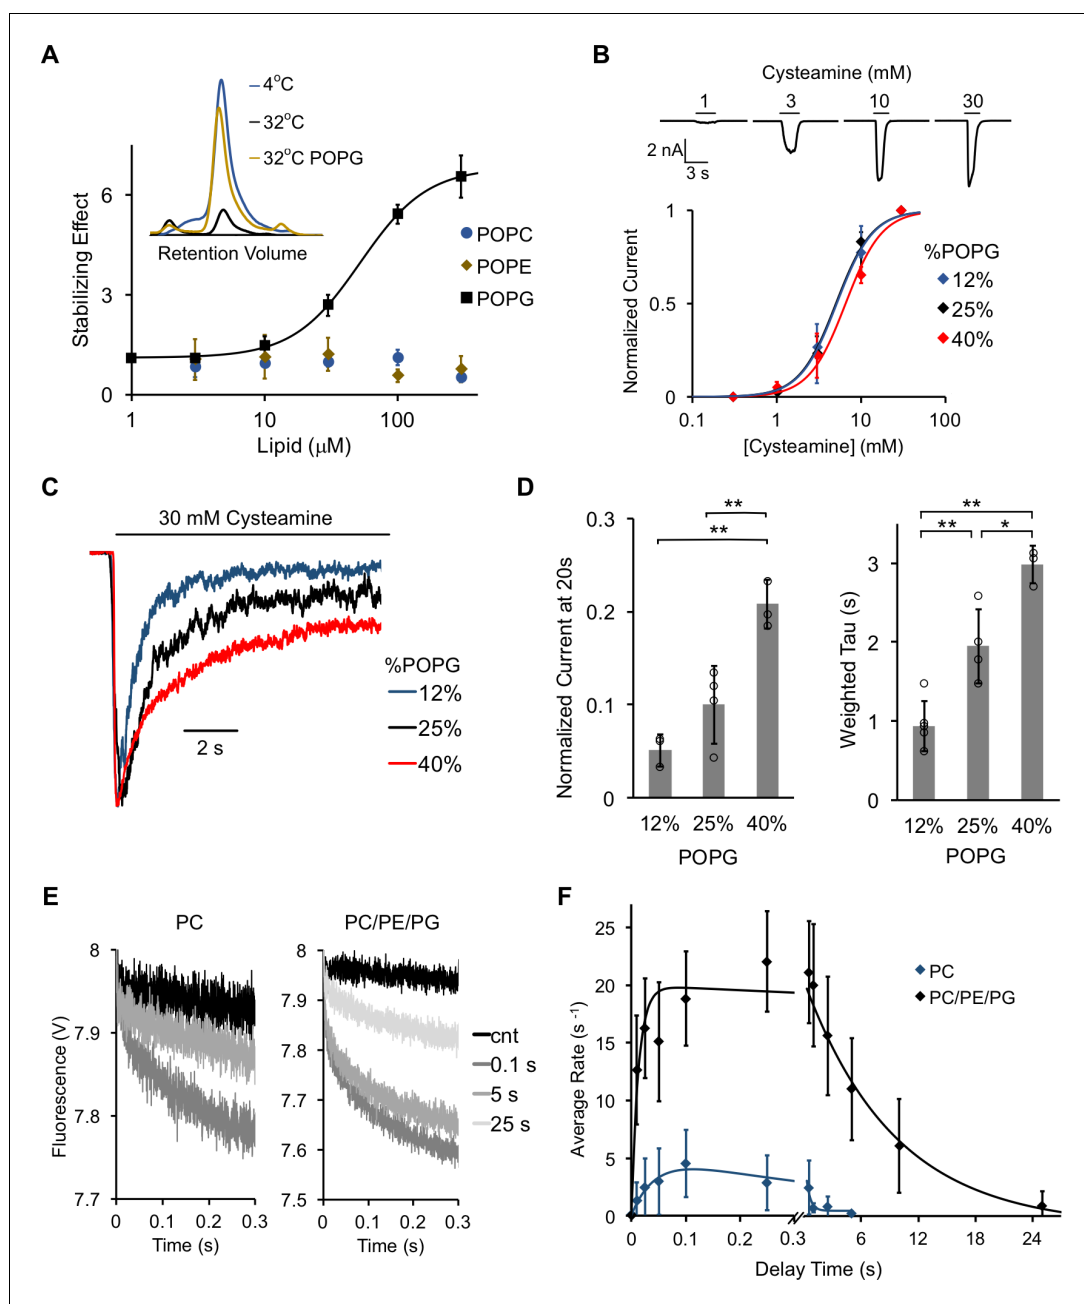 A
4°C
32°C
32°C POPG
Retention Volume
Stabilizing Effect
6
3
0
1
10
100
Lipid (μM)
POPC
POPE
POPG
B
Cysteamine (mM)
1
3
10
30
2 nA
3 s
Normalized Current
1
0.5
0
0.1
1
10
100
[Cysteamine] (mM)
%POPG
12%
25%
40%
C
30 mM Cysteamine
%POPG
12%
25%
40%
2 s
D
Normalized Current at 20s
0.3
0.2
0.1
0
**
**
12%
25%
40%
POPG
Weighted Tau (s)
3
2
1
0
**
**
*
12%
25%
40%
POPG
E
PC
Fluorescence (V)
8
7.9
7.8
7.7
0
0.1
0.2
0.3
Time (s)
PC/PE/PG
8
7.9
7.8
7.7
7.6
7.5
0
0.1
0.2
0.3
Time (s)
cnt
0.1 s
5 s
25 s
F
Average Rate (s⁻¹)
25
20
15
10
5
0
0
0.1
0.2
0.3
6
12
18
24
Delay Time (s)
PC
PC/PE/PG